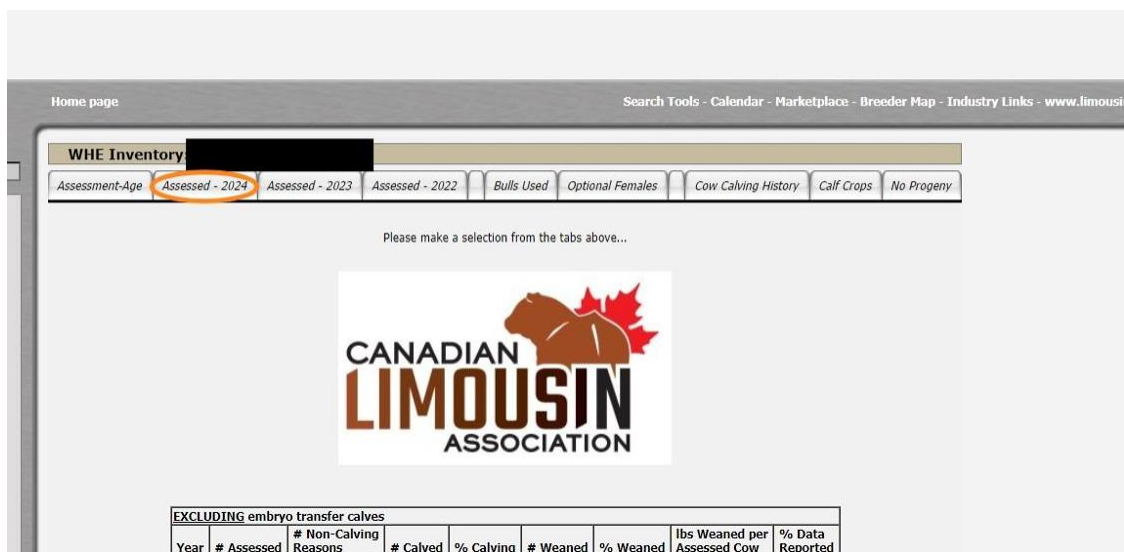 Home page
Search Tools - Calendar - Marketplace - Breeder Map - Industry Links - www.limousi
WHE Inventory:
Assessment-Age Assessed - 2024 Assessed - 2023 Assessed - 2022 Bulls Used Optional Females Cow Calving History Calf Crops No Progeny
Please make a selection from the tabs above...
CANADIAN
LIMOUSIN
ASSOCIATION
EXCLUDING embryo transfer calves
# Non-Calving lbs Weaned per % Data
Year # Assessed Reasons # Calved % Calving # Weaned % Weaned Assessed Cow Reported